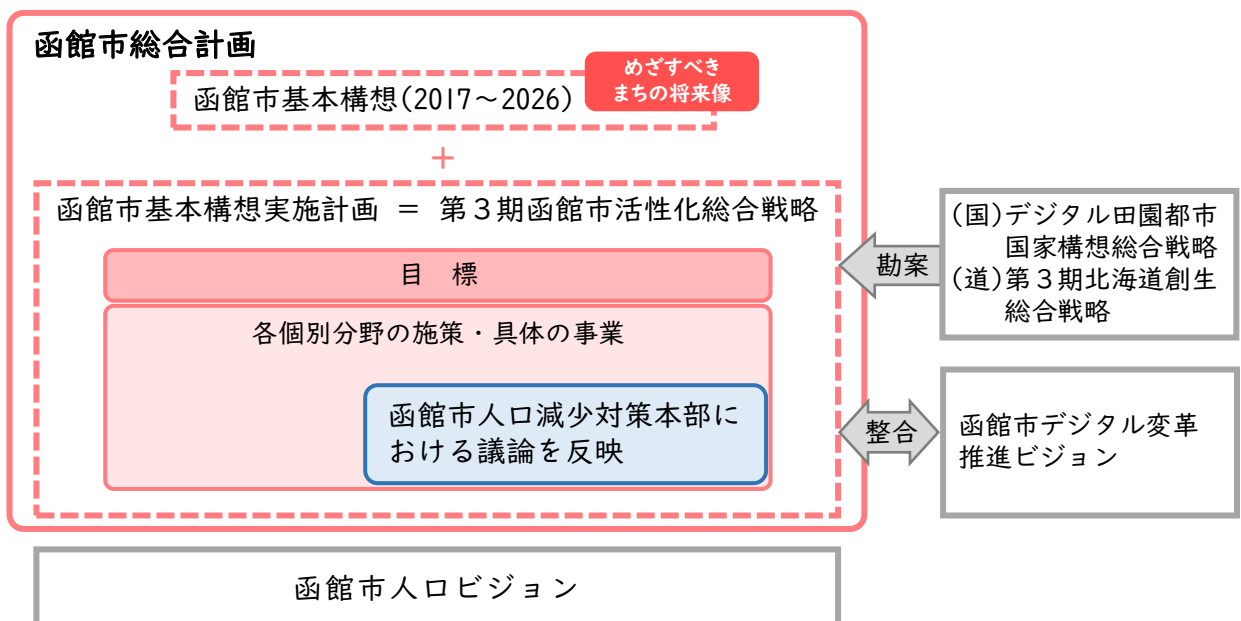 函館市総合計画
めざすべき
まちの将来像
函館市基本構想(2017～2026)
+
函館市基本構想実施計画 ＝ 第３期函館市活性化総合戦略
目　標
各個別分野の施策・具体の事業
函館市人口減少対策本部に
おける議論を反映
勘案
(国)デジタル田園都市
国家構想総合戦略
(道)第３期北海道創生
総合戦略
整合
函館市デジタル変革
推進ビジョン
函館市人口ビジョン